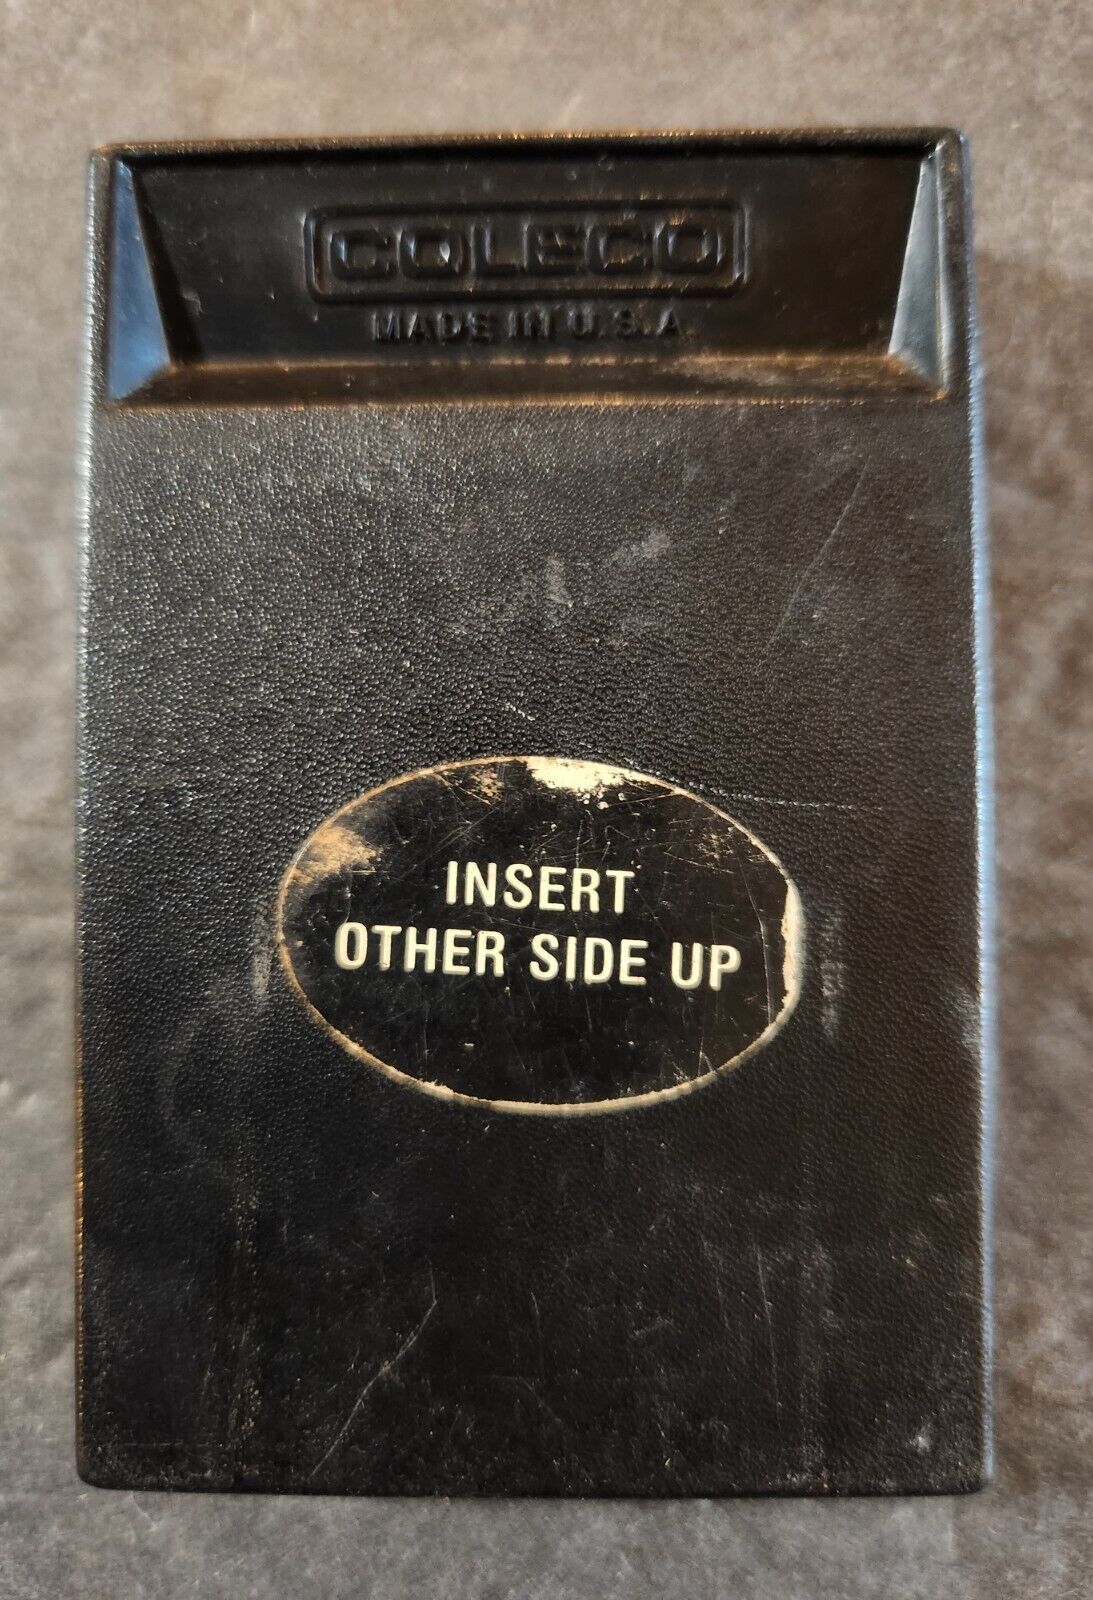 COLECO
MADE IN U.S.A.
INSERT
OTHER SIDE UP